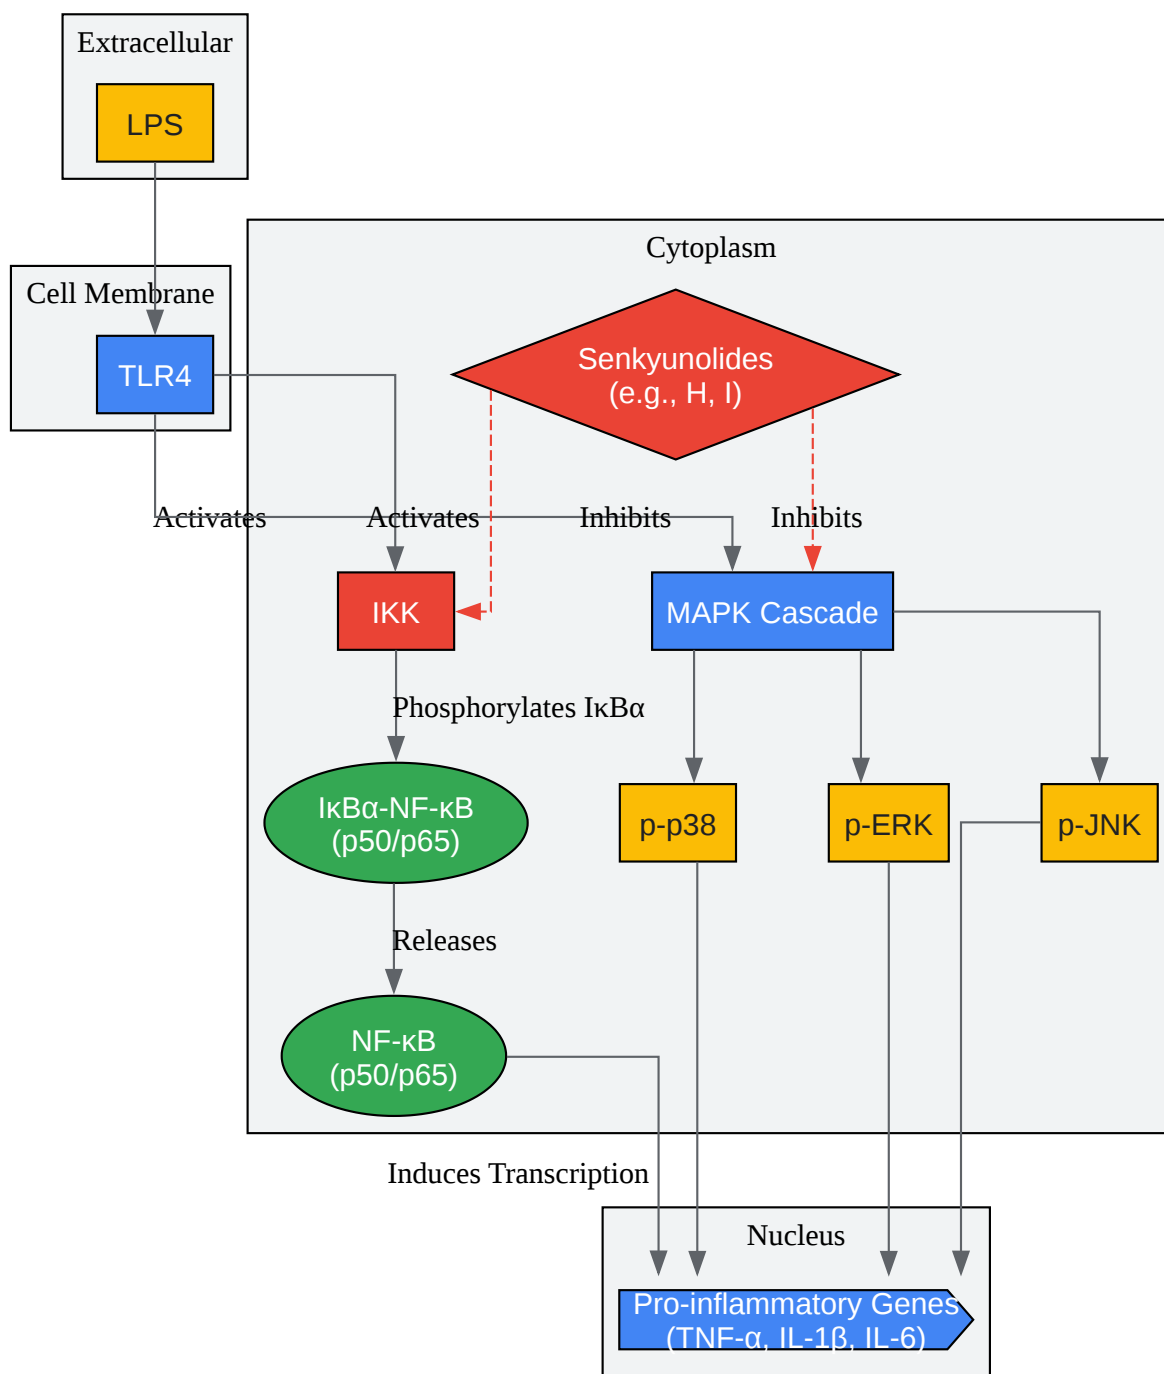 Extracellular
LPS
Cytoplasm
Cell Membrane
TLR4
Senkyunolides
(e.g., H, I)
Activates
Activates
Inhibits
Inhibits
IKK
MAPK Cascade
Phosphorylates IκBα
IκBα-NF-κB
(p50/p65)
p-p38
p-ERK
p-JNK
Releases
NF-κB
(p50/p65)
Induces Transcription
Nucleus
Pro-inflammatory Genes
(TNF-α, IL-1β, IL-6)